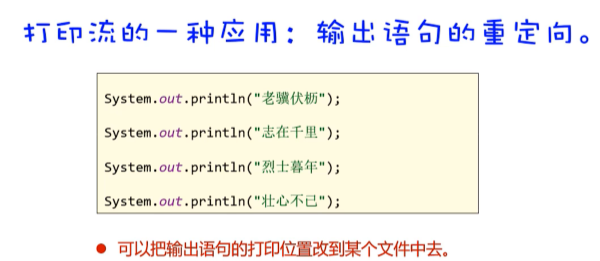 打印流的一种应用：输出语句的重定向。
System.out.println("老骥伏枥");
System.out.println("志在千里");
System.out.println("烈士暮年");
System.out.println("壮心不已");
● 可以把输出语句的打印位置改到某个文件中去。